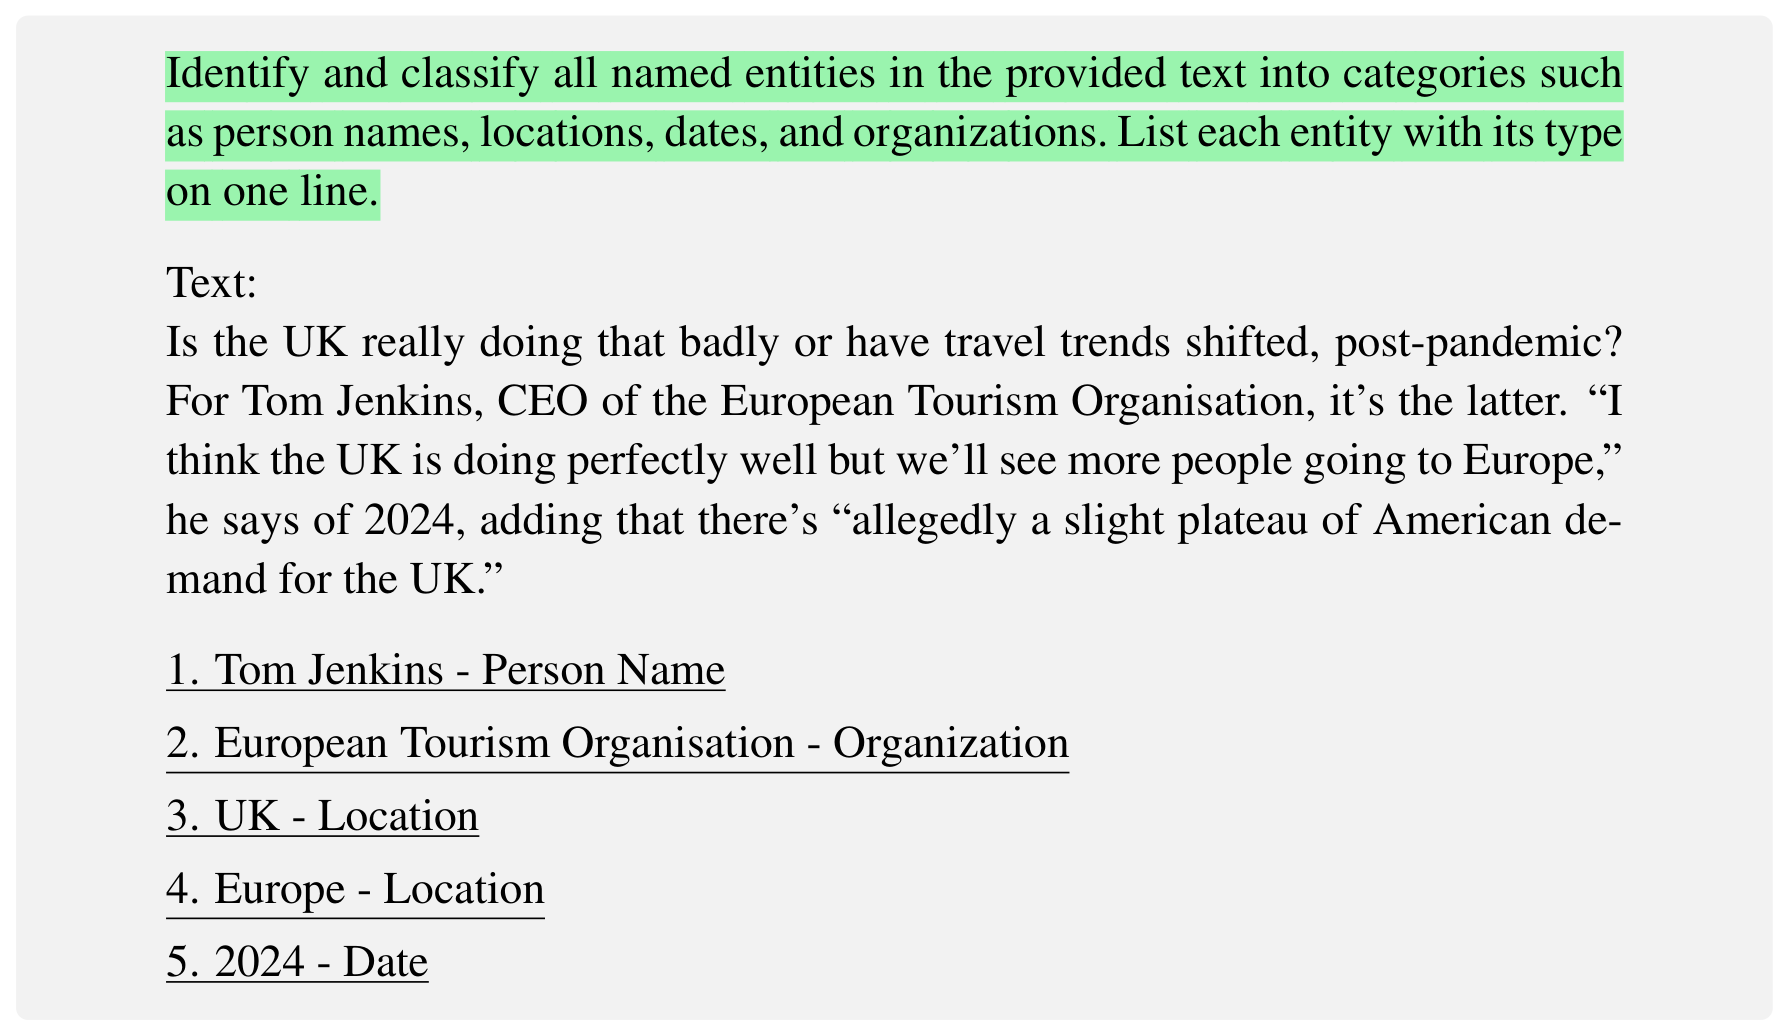 Identify and classify all named entities in the provided text into categories such
as person names, locations, dates, and organizations. List each entity with its type
on one line.
Text:
Is the UK really doing that badly or have travel trends shifted, post-pandemic?
For Tom Jenkins, CEO of the European Tourism Organisation, it’s the latter. “I
think the UK is doing perfectly well but we’ll see more people going to Europe,”
he says of 2024, adding that there’s “allegedly a slight plateau of American de-
mand for the UK.”
1. Tom Jenkins - Person Name
2. European Tourism Organisation - Organization
3. UK - Location
4. Europe - Location
5. 2024 - Date